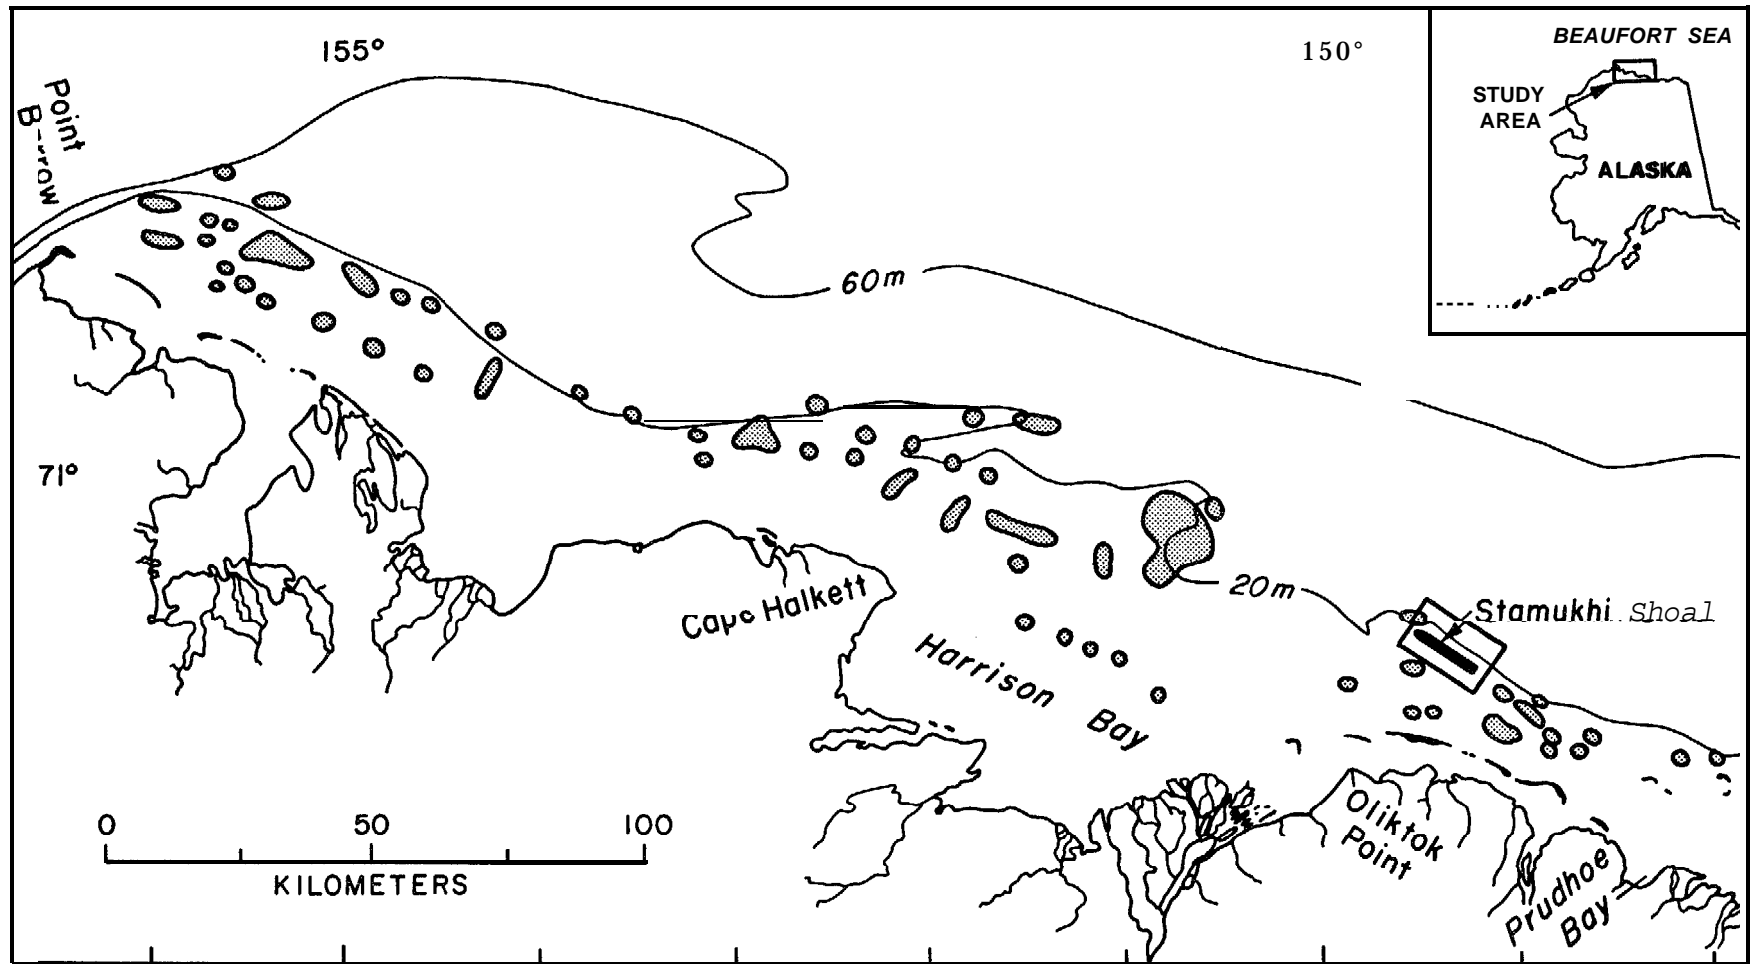 155°
150°
BEAUFORT SEA
STUDY
AREA
ALASKA
Point
60m
71°
Cape Halkett
20m
Stamukhi Shoal
Harrison
Bay
0 50 100
KILOMETERS
Oliktok
Point
Prudhoe
Bay